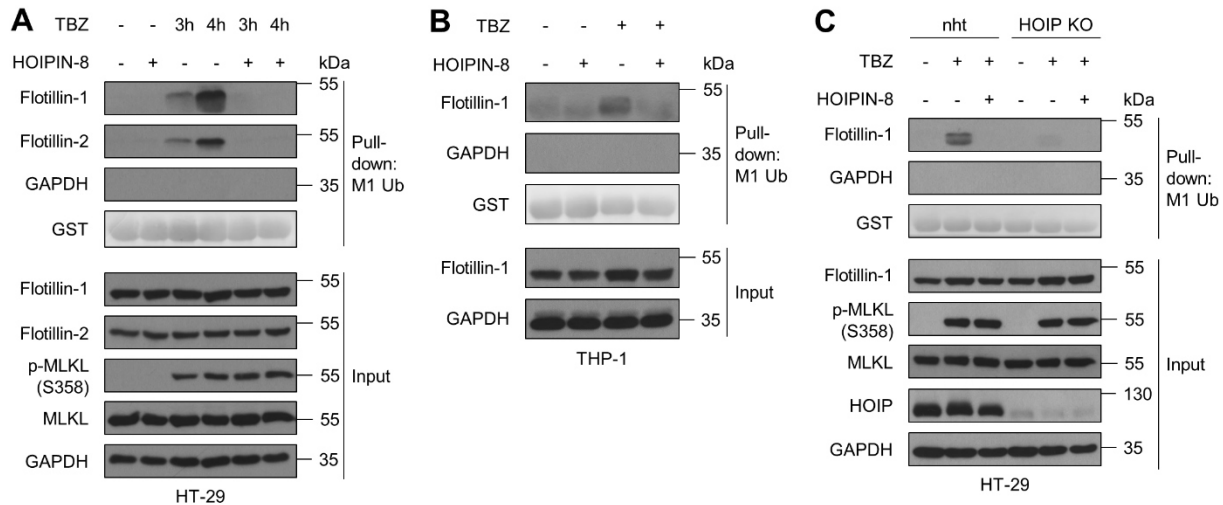 A
TBZ - - 3h 4h 3h 4h
HOIPIN-8 - + - - + + kDa
Flotillin-1 55
Flotillin-2 55
GAPDH 35
GST
Pull-
down:
M1 Ub
Flotillin-1 55
Flotillin-2 55
p-MLKL
(S358) 55
MLKL 55
GAPDH 35
Input
HT-29
B
TBZ - - + +
HOIPIN-8 - + - + kDa
Flotillin-1 55
GAPDH 35
GST
Pull-
down:
M1 Ub
Flotillin-1 55
GAPDH 35
Input
THP-1
C
nht HOIP KO
TBZ - + + - + +
HOIPIN-8 - - + - - + kDa
Flotillin-1 55
GAPDH 35
GST
Pull-
down:
M1 Ub
Flotillin-1 55
p-MLKL
(S358) 55
MLKL 55
HOIP 130
GAPDH 35
Input
HT-29